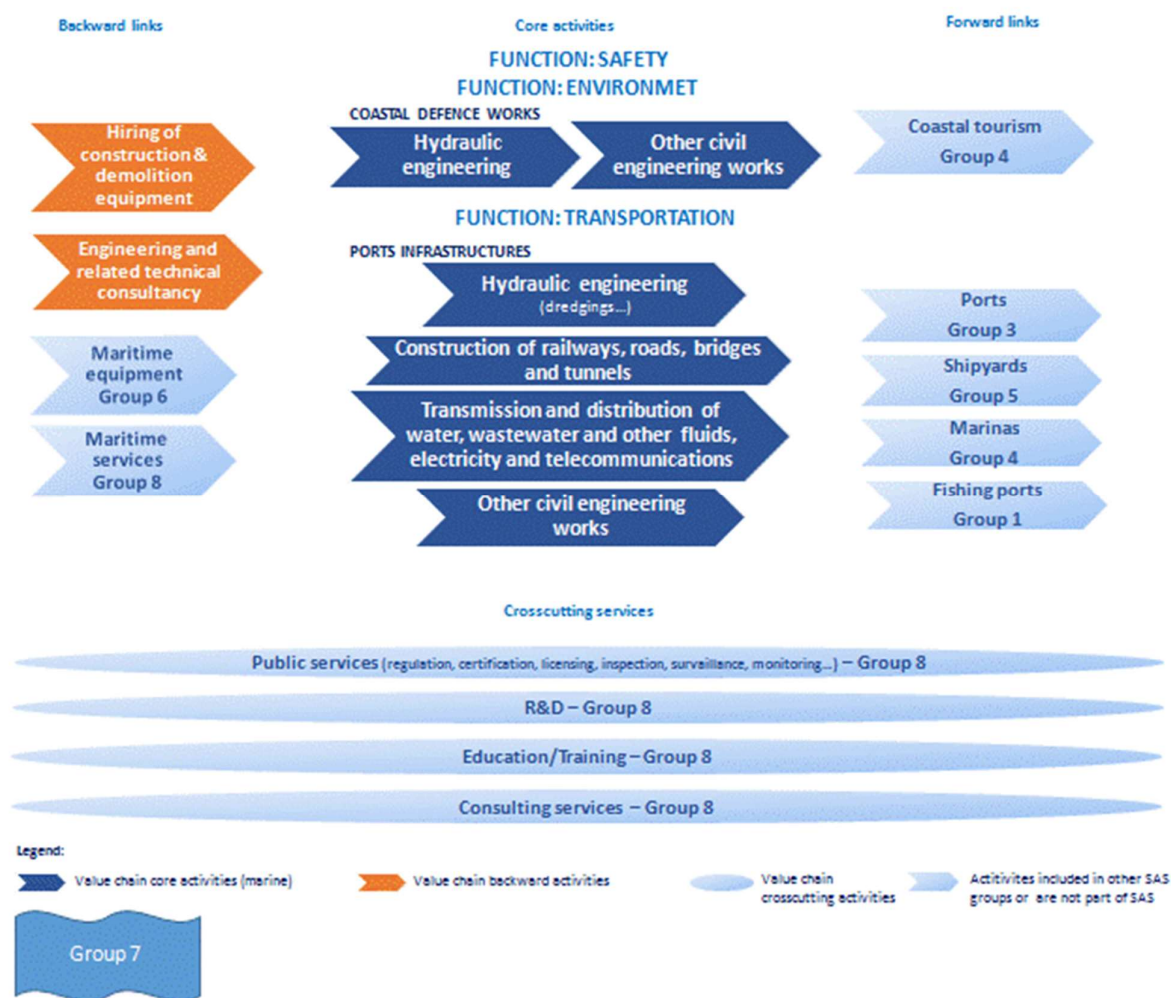 Backward links
Core activities
Forward links
FUNCTION: SAFETY
FUNCTION: ENVIRONMET
COASTAL DEFENCE WORKS
Hiring of
construction &
demolition
equipment
Hydraulic
engineering
Other civil
engineering works
Coastal tourism
Group 4
FUNCTION: TRANSPORTATION
Engineering and
related technical
consultancy
PORTS INFRASTRUCTURES
Hydraulic engineering
(dredgings...)
Ports
Group 3
Maritime
equipment
Group 6
Construction of railways, roads, bridges
and tunnels
Shipyards
Group 5
Maritime
services
Group 8
Transmission and distribution of
water, wastewater and other fluids,
electricity and telecommunications
Marinas
Group 4
Other civil engineering
works
Fishing ports
Group 1
Crosscutting services
Public services (regulation, certification, licensing, inspection, survaillance, monitoring...) – Group 8
R&D – Group 8
Education/Training – Group 8
Consulting services – Group 8
Legend:
Value chain core activities (marine)
Value chain backward activities
Value chain
crosscutting activities
Actitivites included in other SAS
groups or are not part of SAS
Group 7